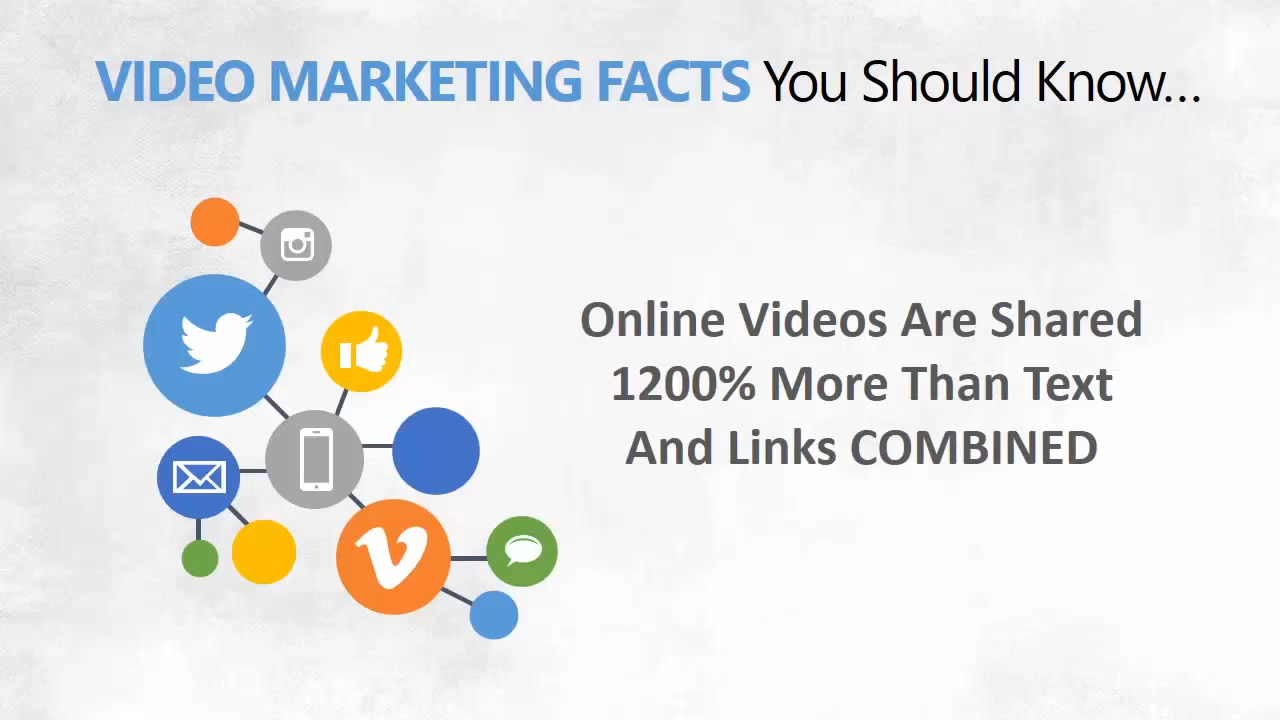 VIDEO MARKETING FACTS You Should Know...
Online Videos Are Shared
1200% More Than Text
And Links COMBINED